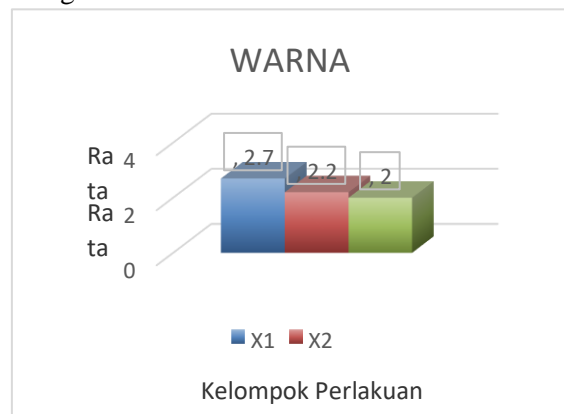 WARNA
Ra
ta
Ra
ta
4
2
0
, 2.7
, 2.2
, 2
X1
X2
Kelompok Perlakuan